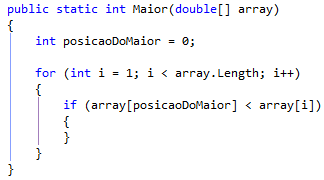 public static int Maior(double[] array)
{
    int posicaoDoMaior = 0;
    for (int i = 1; i < array.Length; i++)
    {
        if (array[posicaoDoMaior] < array[i])
        {
        }
    }
}